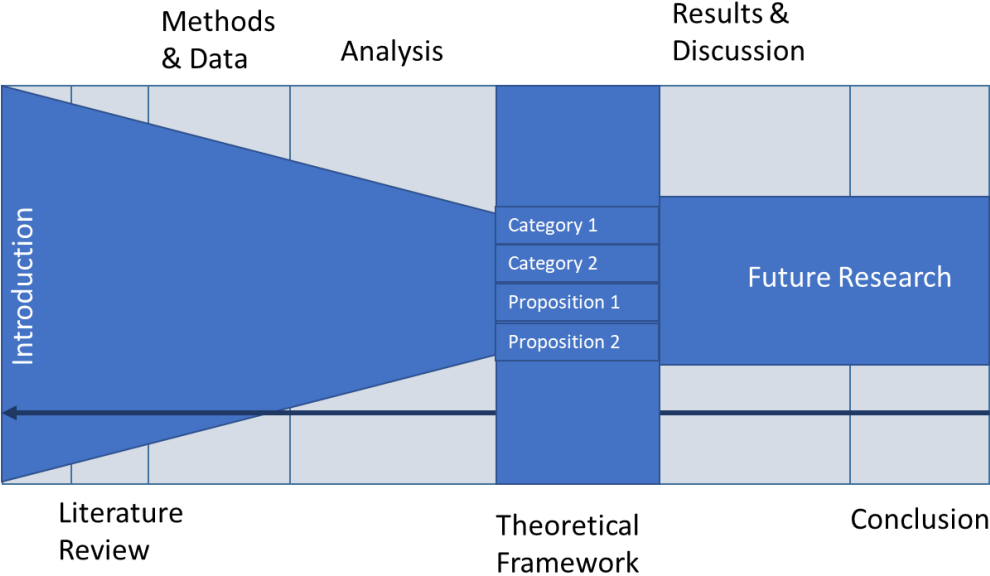 Methods
& Data
Analysis
Results &
Discussion
Introduction
Category 1
Category 2
Proposition 1
Proposition 2
Future Research
Literature
Review
Theoretical
Framework
Conclusion